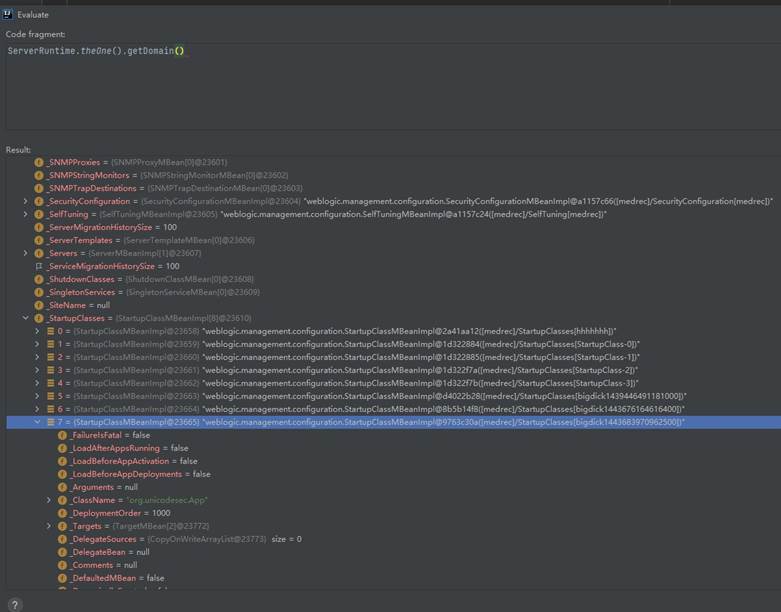 Evaluate
Code fragment:
ServerRuntime.theOne().getDomain()
Result:
_SNMPProxies = {SNMPProxyMBean[0]@23601}
_SNMPStringMonitors = {SNMPStringMonitorMBean[0]@23602}
_SNMPTrapDestinations = {SNMPTrapDestinationMBean[0]@23603}
_SecurityConfiguration = {SecurityConfigurationMBeanImpl@23604} "weblogic.management.configuration.SecurityConfigurationMBeanImpl@a1157c66([medrec]/SecurityConfiguration[medrec])"
_SelfTuning = {SelfTuningMBeanImpl@23605} "weblogic.management.configuration.SelfTuningMBeanImpl@a1157c24([medrec]/SelfTuning[medrec])"
_ServerMigrationHistorySize = 100
_ServerTemplates = {ServerTemplateMBean[0]@23606}
_Servers = {ServerMBeanImpl[1]@23607}
_ServiceMigrationHistorySize = 100
_ShutdownClasses = {ShutdownClassMBean[0]@23608}
_SingletonServices = {SingletonServiceMBean[0]@23609}
_SiteName = null
_StartupClasses = {StartupClassMBeanImpl[8]@23610}
0 = {StartupClassMBeanImpl@23658} "weblogic.management.configuration.StartupClassMBeanImpl@2a41aa12([medrec]/StartupClasses[hhhhhhh])"
1 = {StartupClassMBeanImpl@23659} "weblogic.management.configuration.StartupClassMBeanImpl@1d322884([medrec]/StartupClasses[StartupClass-0])"
2 = {StartupClassMBeanImpl@23660} "weblogic.management.configuration.StartupClassMBeanImpl@1d322885([medrec]/StartupClasses[StartupClass-1])"
3 = {StartupClassMBeanImpl@23661} "weblogic.management.configuration.StartupClassMBeanImpl@1d322f7a([medrec]/StartupClasses[StartupClass-2])"
4 = {StartupClassMBeanImpl@23662} "weblogic.management.configuration.StartupClassMBeanImpl@1d322f7b([medrec]/StartupClasses[StartupClass-3])"
5 = {StartupClassMBeanImpl@23663} "weblogic.management.configuration.StartupClassMBeanImpl@d4022b28([medrec]/StartupClasses[bigdick1439446491181000])"
6 = {StartupClassMBeanImpl@23664} "weblogic.management.configuration.StartupClassMBeanImpl@8b5b14f8([medrec]/StartupClasses[bigdick1443676164616400])"
7 = {StartupClassMBeanImpl@23665} "weblogic.management.configuration.StartupClassMBeanImpl@9763c30a([medrec]/StartupClasses[bigdick1443683970962500])"
_FailureIsFatal = false
_LoadAfterAppsRunning = false
_LoadBeforeAppActivation = false
_LoadBeforeAppDeployments = false
_Arguments = null
_ClassName = "org.unicodesec.App"
_DeploymentOrder = 1000
_Targets = {TargetMBean[2]@23772}
_DelegateSources = {CopyOnWriteArrayList@23773} size = 0
_DelegateBean = null
_Comments = null
_DefaultedMBean = false
?